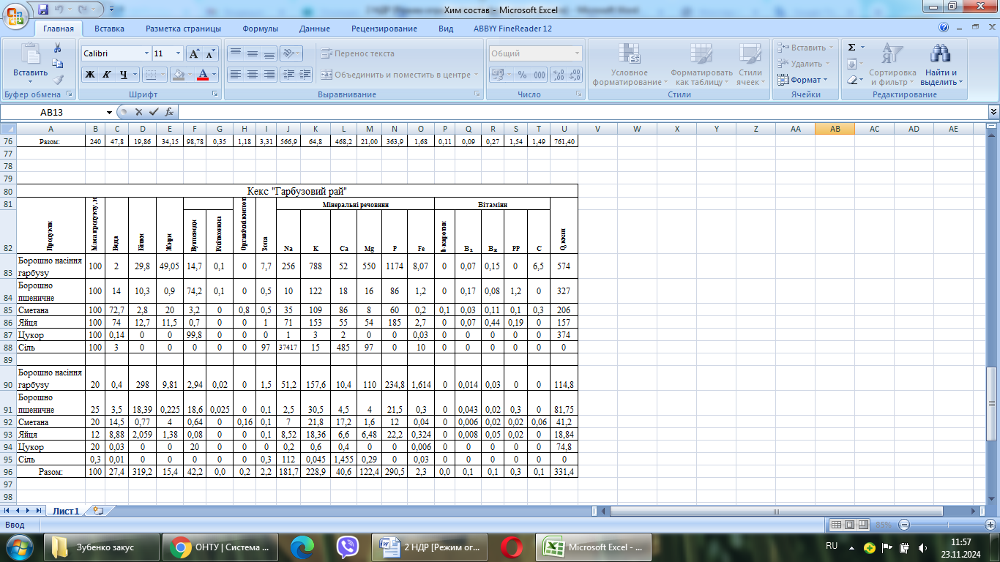 Хим состав - Microsoft Excel
Главная Вставка Разметка страницы Формулы Данные Рецензирование Вид ABBYY FineReader 12
Вставить
Calibri 11
Ж К Ч
Перенос текста
Объединить и поместить в центре
Общий
% 000
Условное форматирование
Форматировать как таблицу
Стили ячеек
Вставить
Удалить
Формат
Σ
Сортировка и фильтр
Найти и выделить
Буфер обмена Шрифт Выравнивание Число Стили Ячейки Редактирование
AB13 fx
A B C D E F G H I J K L M N O P Q R S T U V W X Y Z AA AB AC AD AE
76 Разом: 240 47,8 19,86 34,15 98,78 0,35 1,18 3,31 566,9 64,8 468,2 21,00 363,9 1,68 0,11 0,09 0,27 1,54 1,49 761,40
77
78
79
80 Кекс "Гарбузовий рай"
81 Мінеральні речовини Вітаміни
82 Продукти Маса продукту, Вода Білки Жири Вуглеводи Клітковина Органічні кислот Зола Na K Ca Mg P Fe b-каротин B₁ B₂ PP C Q, ккал
83 Борошно насіння гарбузу 100 2 29,8 49,05 14,7 0,1 0 7,7 256 788 52 550 1174 8,07 0 0,07 0,15 0 6,5 574
84 Борошно пшеничне 100 14 10,3 0,9 74,2 0,1 0 0,5 10 122 18 16 86 1,2 0 0,17 0,08 1,2 0 327
85 Сметана 100 72,7 2,8 20 3,2 0 0,8 0,5 35 109 86 8 60 0,2 0,1 0,03 0,11 0,1 0,3 206
86 Яйця 100 74 12,7 11,5 0,7 0 0 1 71 153 55 54 185 2,7 0 0,07 0,44 0,19 0 157
87 Цукор 100 0,14 0 0 99,8 0 0 0 1 3 2 0 0 0,03 0 0 0 0 0 374
88 Сіль 100 3 0 0 0 0 0 97 37417 15 485 97 0 10 0 0 0 0 0 0
89
90 Борошно насіння гарбузу 20 0,4 298 9,81 2,94 0,02 0 1,5 51,2 157,6 10,4 110 234,8 1,614 0 0,014 0,03 0 0 114,8
91 Борошно пшеничне 25 3,5 18,39 0,225 18,6 0,025 0 0,1 2,5 30,5 4,5 4 21,5 0,3 0 0,043 0,02 0,3 0 81,75
92 Сметана 20 14,5 0,77 4 0,64 0 0,16 0,1 7 21,8 17,2 1,6 12 0,04 0 0,006 0,02 0,02 0,06 41,2
93 Яйця 12 8,88 2,059 1,38 0,08 0 0 0,1 8,52 18,36 6,6 6,48 22,2 0,324 0 0,008 0,05 0,02 0 18,84
94 Цукор 20 0,03 0 0 20 0 0 0 0,2 0,6 0,4 0 0 0,006 0 0 0 0 0 74,8
95 Сіль 0,3 0,01 0 0 0 0 0 0,3 112 0,045 1,455 0,29 0 0,03 0 0 0 0 0 0
96 Разом: 100 27,4 319,2 15,4 42,2 0,0 0,2 2,2 181,7 228,9 40,6 122,4 290,5 2,3 0,0 0,1 0,1 0,3 0,1 331,4
97
98
Лист1
Ввод 85%
Зубенко закус ОНТУ | Система ... 2 НДР [Режим ог... Microsoft Excel - ... RU 11:57
23.11.2024